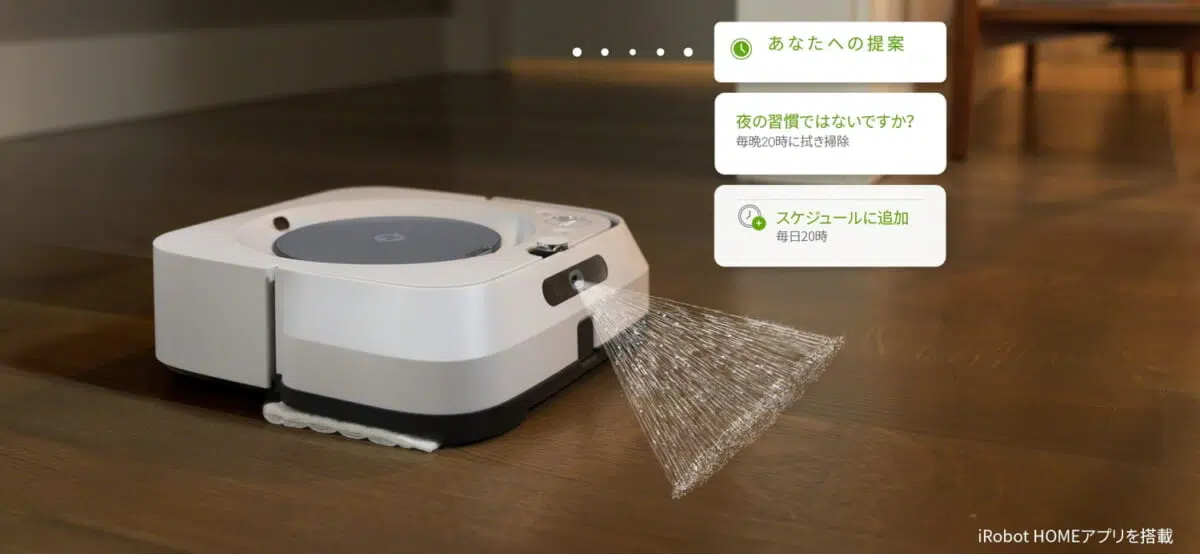 あなたへの提案
夜の習慣ではないですか?
毎晩20時に拭き掃除
スケジュールに追加
毎日20時
iRobot HOMEアプリを搭載